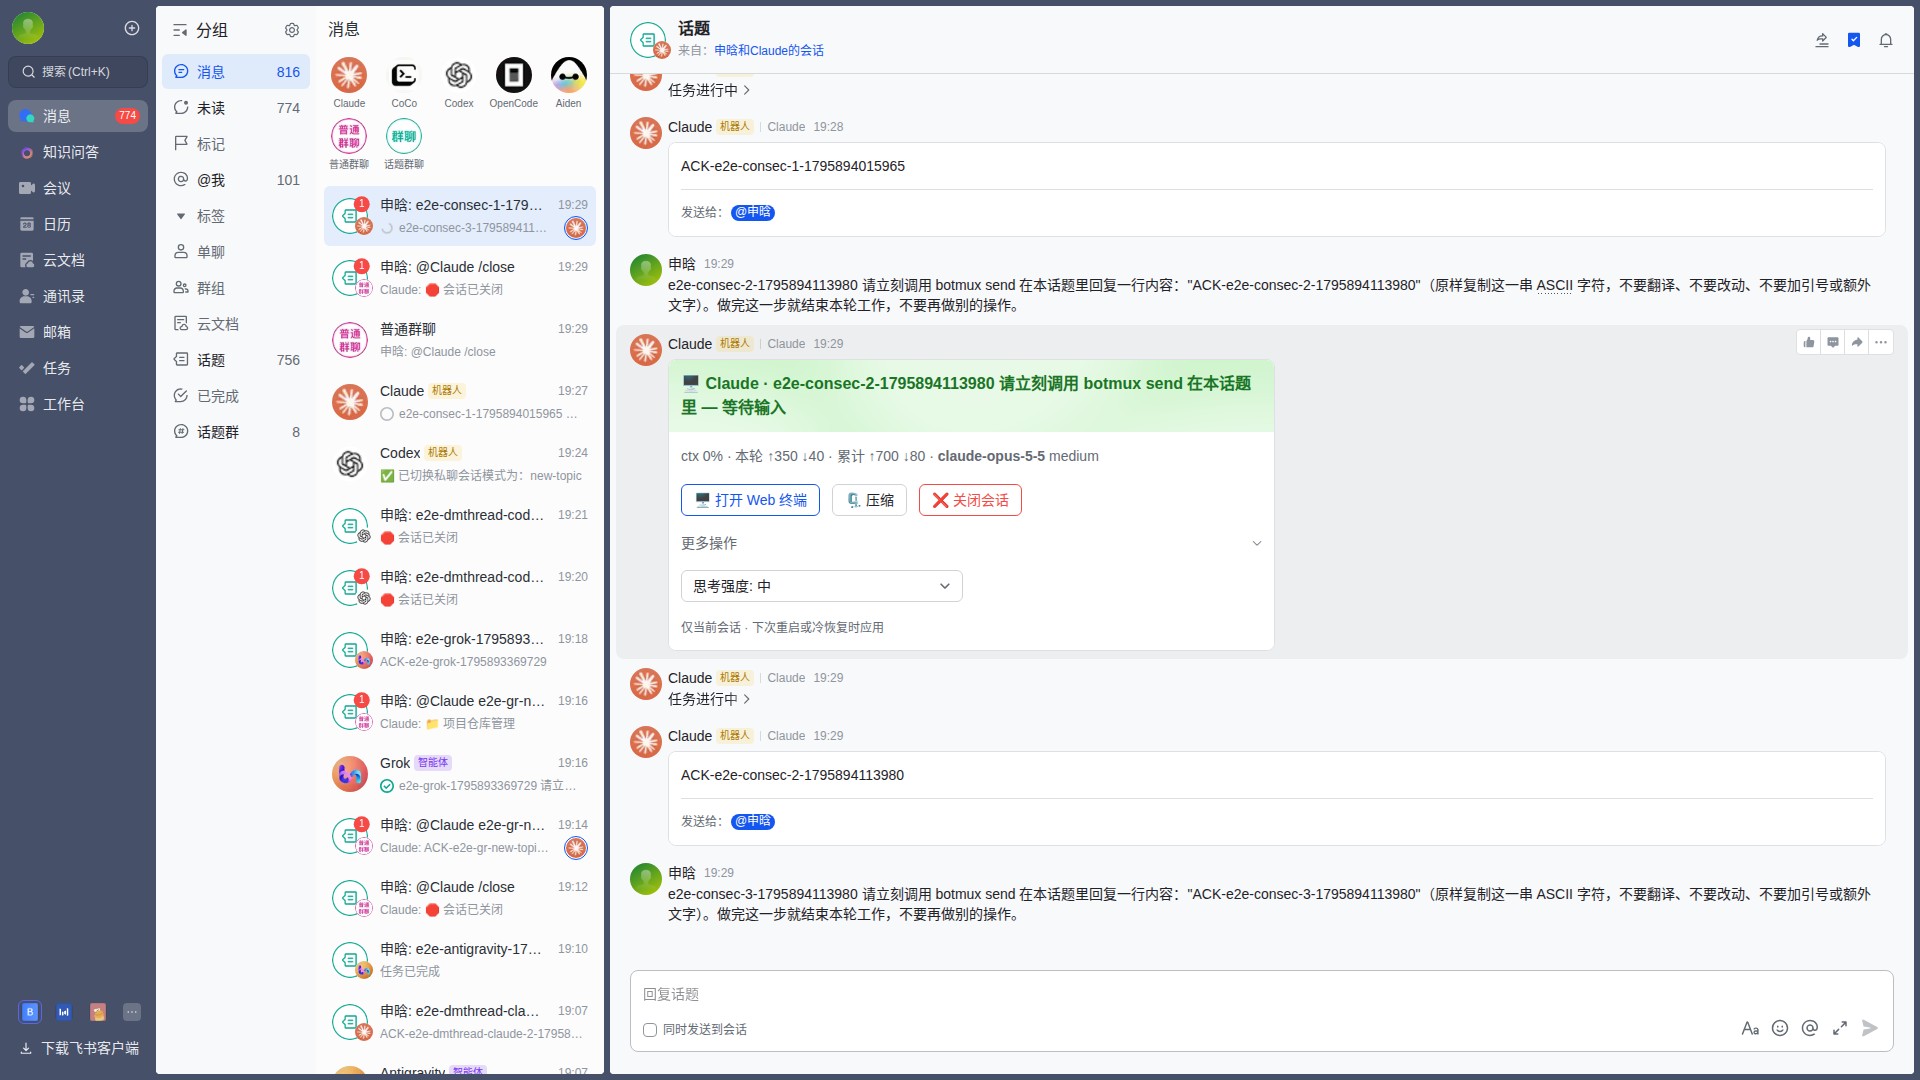 搜索 (Ctrl+K)
消息 774
知识问答
会议
日历
云文档
通讯录
邮箱
任务
工作台
下载飞书客户端
分组
消息 816
未读 774
标记
@我 101
标签
单聊
群组
云文档
话题 756
已完成
话题群 8
消息
Claude CoCo Codex OpenCode Aiden
普通群聊
群聊
普通群聊 话题群聊
申晗: e2e-consec-1-179… 19:29
1
e2e-consec-3-179589411…
申晗: @Claude /close 19:29
1
Claude: 会话已关闭
普通群聊 19:29
普通群聊
申晗: @Claude /close
Claude 机器人 19:27
e2e-consec-1-1795894015965 …
Codex 机器人 19:24
已切换私聊会话模式为：new-topic
申晗: e2e-dmthread-cod… 19:21
会话已关闭
申晗: e2e-dmthread-cod… 19:20
1
会话已关闭
申晗: e2e-grok-1795893… 19:18
ACK-e2e-grok-1795893369729
申晗: @Claude e2e-gr-n… 19:16
1
Claude: 项目仓库管理
Grok 智能体 19:16
e2e-grok-1795893369729 请立…
申晗: @Claude e2e-gr-n… 19:14
1
Claude: ACK-e2e-gr-new-topi…
申晗: @Claude /close 19:12
Claude: 会话已关闭
申晗: e2e-antigravity-17… 19:10
任务已完成
申晗: e2e-dmthread-cla… 19:07
ACK-e2e-dmthread-claude-2-17958…
Antigravity 智能体 19:07
话题
来自：申晗和Claude的会话
任务进行中
Claude 机器人 Claude 19:28
ACK-e2e-consec-1-1795894015965
发送给：@申晗
申晗 19:29
e2e-consec-2-1795894113980 请立刻调用 botmux send 在本话题里回复一行内容："ACK-e2e-consec-2-1795894113980"（原样复制这一串 ASCII 字符，不要翻译、不要改动、不要加引号或额外
文字）。做完这一步就结束本轮工作，不要再做别的操作。
Claude 机器人 Claude 19:29
Claude · e2e-consec-2-1795894113980 请立刻调用 botmux send 在本话题
里 — 等待输入
ctx 0% · 本轮 ↑350 ↓40 · 累计 ↑700 ↓80 · claude-opus-5-5 medium
打开 Web 终端 压缩 关闭会话
更多操作
思考强度: 中
仅当前会话 · 下次重启或冷恢复时应用
Claude 机器人 Claude 19:29
任务进行中
Claude 机器人 Claude 19:29
ACK-e2e-consec-2-1795894113980
发送给：@申晗
申晗 19:29
e2e-consec-3-1795894113980 请立刻调用 botmux send 在本话题里回复一行内容："ACK-e2e-consec-3-1795894113980"（原样复制这一串 ASCII 字符，不要翻译、不要改动、不要加引号或额外
文字）。做完这一步就结束本轮工作，不要再做别的操作。
回复话题
同时发送到会话